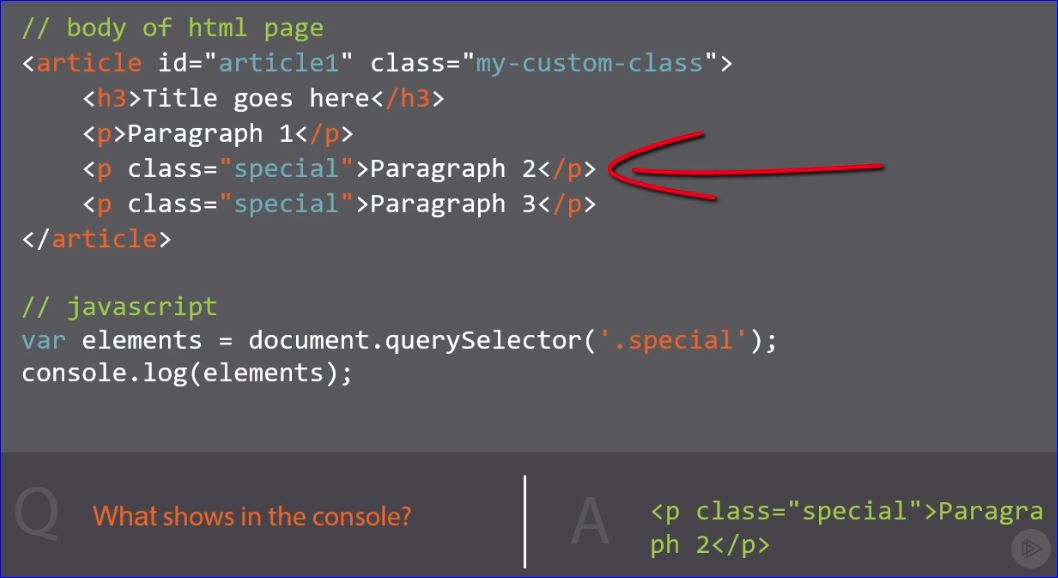 // body of html page
<article id="article1" class="my-custom-class">
    <h3>Title goes here</h3>
    <p>Paragraph 1</p>
    <p class="special">Paragraph 2</p>
    <p class="special">Paragraph 3</p>
</article>
// javascript
var elements = document.querySelector('.special');
console.log(elements);
Q What shows in the console?
A <p class="special">Paragra
ph 2</p>